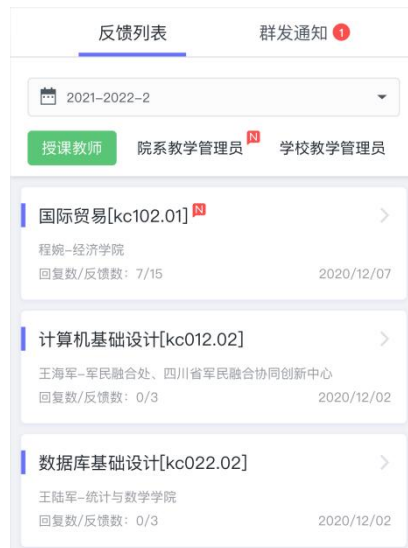 反馈列表 群发通知 1
2021-2022-2
授课教师 院系教学管理员 N 学校教学管理员
国际贸易[kc102.01] N
程婉-经济学院
回复数/反馈数：7/15 2020/12/07
计算机基础设计[kc012.02]
王海军-军民融合处、四川省军民融合协同创新中心
回复数/反馈数：0/3 2020/12/02
数据库基础设计[kc022.02]
王陆军-统计与数学学院
回复数/反馈数：0/3 2020/12/02